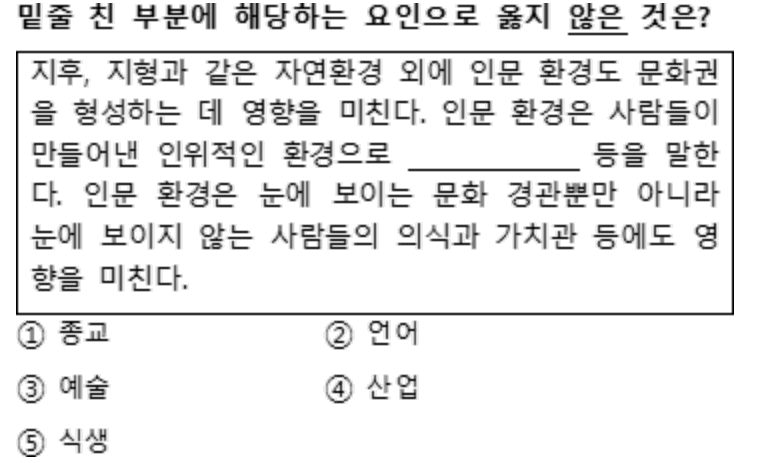 밑줄 친 부분에 해당하는 요인으로 옳지 않은 것은?
지후, 지형과 같은 자연환경 외에 인문 환경도 문화권
을 형성하는 데 영향을 미친다. 인문 환경은 사람들이
만들어낸 인위적인 환경으로 ____________ 등을 말한
다. 인문 환경은 눈에 보이는 문화 경관뿐만 아니라
눈에 보이지 않는 사람들의 의식과 가치관 등에도 영
향을 미친다.
① 종교 ② 언어
③ 예술 ④ 산업
⑤ 식생